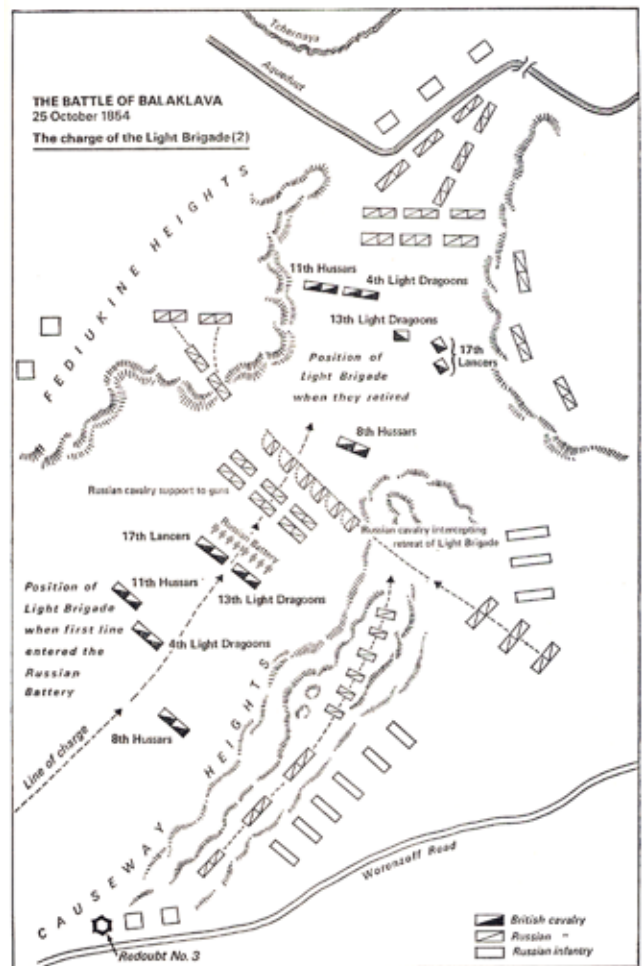 Tchernaya
Aqueduct
THE BATTLE OF BALAKLAVA
25 October 1854
The charge of the Light Brigade (2)
FEDIUKINE HEIGHTS
11th Hussars
4th Light Dragoons
13th Light Dragoons
17th
Lancers
Position of
Light Brigade
when they retired
8th Hussars
Russian cavalry support to guns
Russian Battery
Russian cavalry intercepting
retreat of Light Brigade
17th Lancers
11th Hussars
13th Light Dragoons
Position of
Light Brigade
when first line
entered the
Russian
Battery
4th Light Dragoons
8th Hussars
Line of charge
CAUSEWAY HEIGHTS
Woronzoff Road
Redoubt No. 3
British cavalry
Russian "
Russian infantry